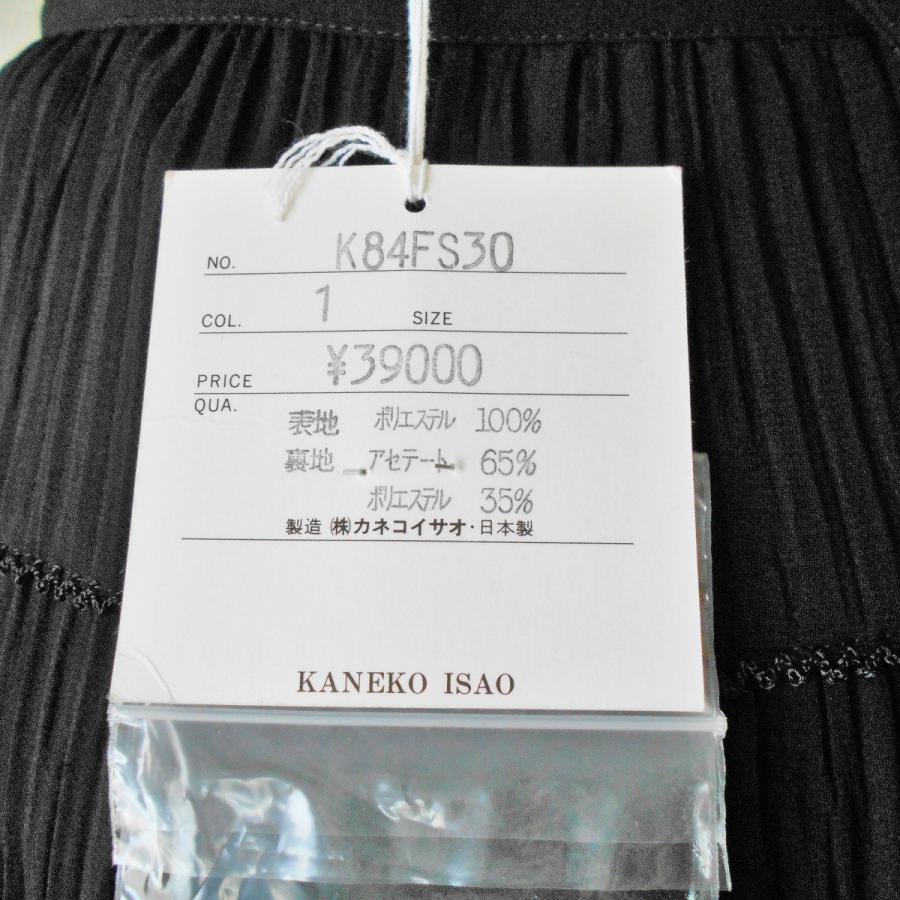 NO. K84FS30
COL. 1 SIZE
PRICE ¥39000
QUA.
表地 ポリエステル 100%
裏地 アセテート 65%
ポリエステル 35%
製造 ㈱カネコイサオ・日本製
KANEKO ISAO